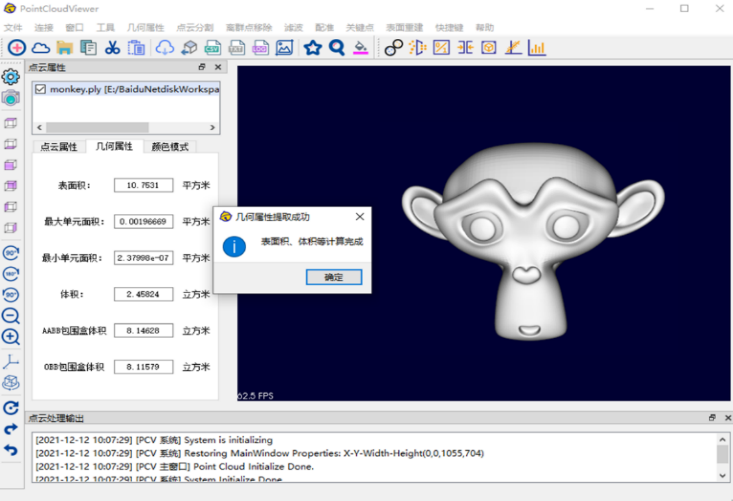 PointCloudViewer
文件 连接 窗口 工具 几何属性 点云分割 离群点移除 滤波 配准 关键点 表面重建 快捷键 帮助
点云属性
monkey.ply [E:/BaiduNetdiskWorkspa
点云属性 几何属性 颜色模式
表面积: 10.7531 平方米
最大单元面积: 0.00196669 平方米
最小单元面积: 2.37998e-07 平方米
体积: 2.45824 立方米
AABB包围盒体积 8.14628 立方米
OBB包围盒体积 8.11579 立方米
几何属性提取成功
表面积、体积等计算完成
确定
90°
90°
62.5 FPS
点云处理输出
[2021-12-12 10:07:29] [PCV 系统] System is initializing
[2021-12-12 10:07:29] [PCV 系统] Restoring MainWindow Properties: X-Y-Width-Height(0,0,1055,704)
[2021-12-12 10:07:29] [PCV 主窗口] Point Cloud Initialize Done.
[2021-12-12 10:07:29] [PCV 系统] System Initialize Done.